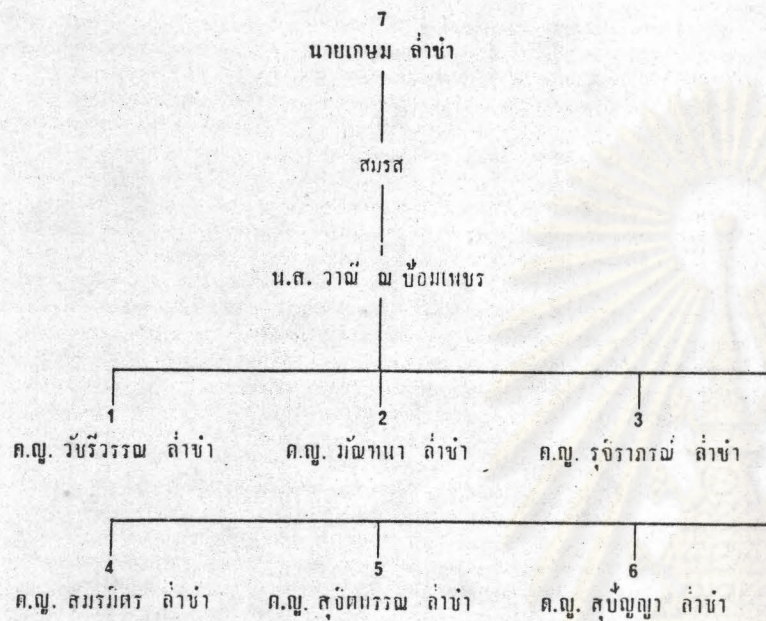 7
นายเกษม ล่ำซำ
สมรส
น.ส. วาณี ณ ป้อมเพชร
1 2 3
ด.ญ. วัชรีวรรณ ล่ำซำ ด.ญ. มัณฑนา ล่ำซำ ด.ญ. รุจิราภรณ์ ล่ำซำ
4 5 6
ด.ญ. สมรมิตร ล่ำซำ ด.ญ. สุจิตพรรณ ล่ำซำ ด.ญ. สุปัญญา ล่ำซำ